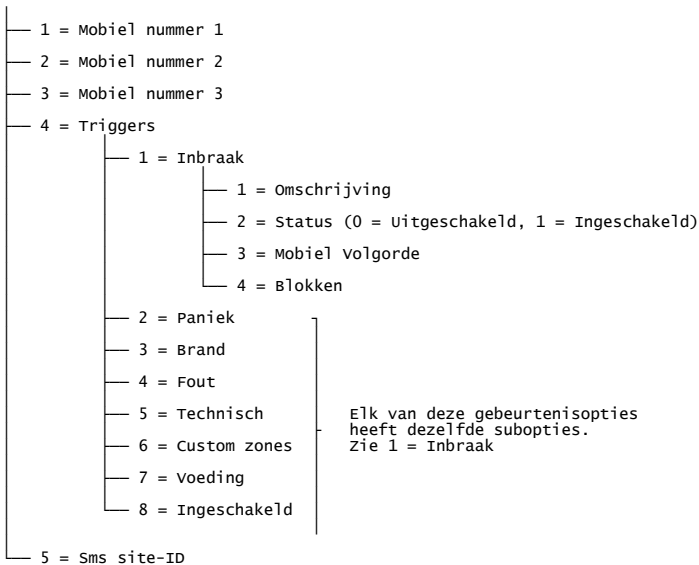 1 = Mobiel nummer 1
2 = Mobiel nummer 2
3 = Mobiel nummer 3
4 = Triggers
1 = Inbraak
1 = Omschrijving
2 = Status (0 = Uitgeschakeld, 1 = Ingeschakeld)
3 = Mobiel Volgorde
4 = Blokken
2 = Paniek
3 = Brand
4 = Fout
5 = Technisch
6 = Custom zones
7 = Voeding
8 = Ingeschakeld
Elk van deze gebeurtenisopties
heeft dezelfde subopties.
Zie 1 = Inbraak
5 = Sms site-ID